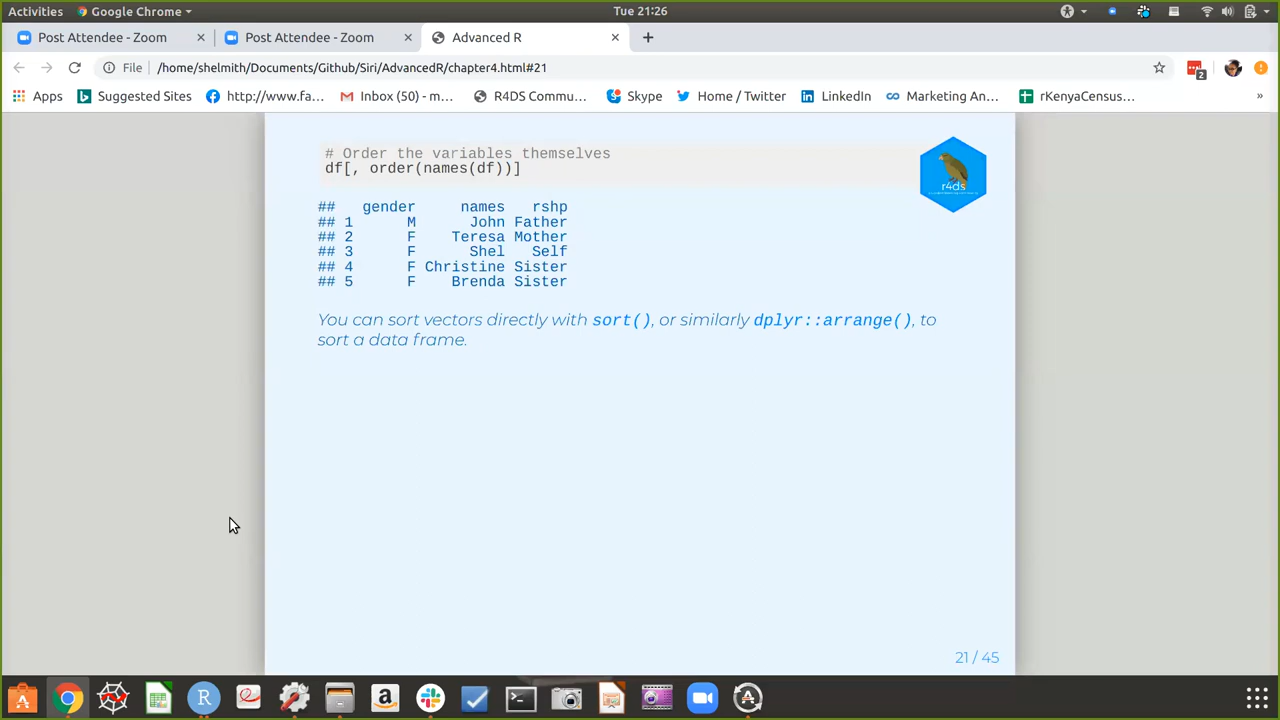 Activities Google Chrome Tue 21:26
Post Attendee - Zoom Post Attendee - Zoom Advanced R
File /home/shelmith/Documents/Github/Siri/AdvancedR/chapter4.html#21 2
Apps Suggested Sites http://www.fa... Inbox (50) - m... R4DS Commu... Skype Home / Twitter LinkedIn Marketing An... rKenyaCensus... »
# Order the variables themselves
df[, order(names(df))]
r4ds
## gender names rshp
## 1 M John Father
## 2 F Teresa Mother
## 3 F Shel Self
## 4 F Christine Sister
## 5 F Brenda Sister
You can sort vectors directly with sort(), or similarly dplyr::arrange(), to
sort a data frame.
21 / 45